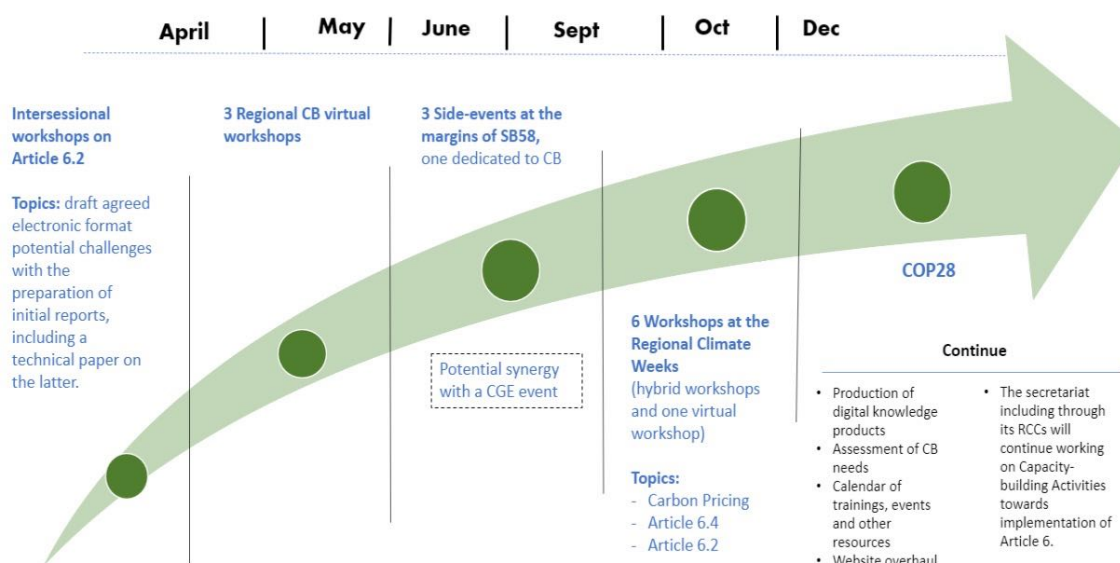 April
May
June
Sept
Oct
Dec
Intersessional
workshops on
Article 6.2
Topics: draft agreed
electronic format
potential challenges
with the
preparation of
initial reports,
including a
technical paper on
the latter.
3 Regional CB virtual
workshops
3 Side-events at the
margins of SB58,
one dedicated to CB
Potential synergy
with a CGE event
6 Workshops at the
Regional Climate
Weeks
(hybrid workshops
and one virtual
workshop)
Topics:
- Carbon Pricing
- Article 6.4
- Article 6.2
COP28
Continue
• Production of
digital knowledge
products
• Assessment of CB
needs
• Calendar of
trainings, events
and other
resources
• Website overhaul
• The secretariat
including through
its RCCs will
continue working
on Capacity-
building Activities
towards
implementation of
Article 6.